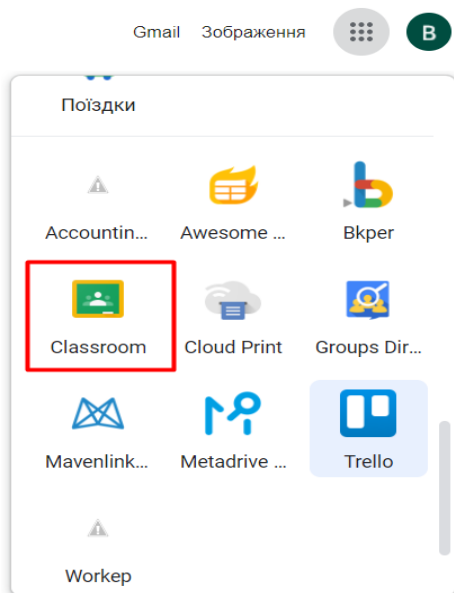 Gmail Зображення B
Поїздки
Accountin... Awesome ... Bkper
Classroom Cloud Print Groups Dir...
Mavenlink... Metadrive ... Trello
Workep